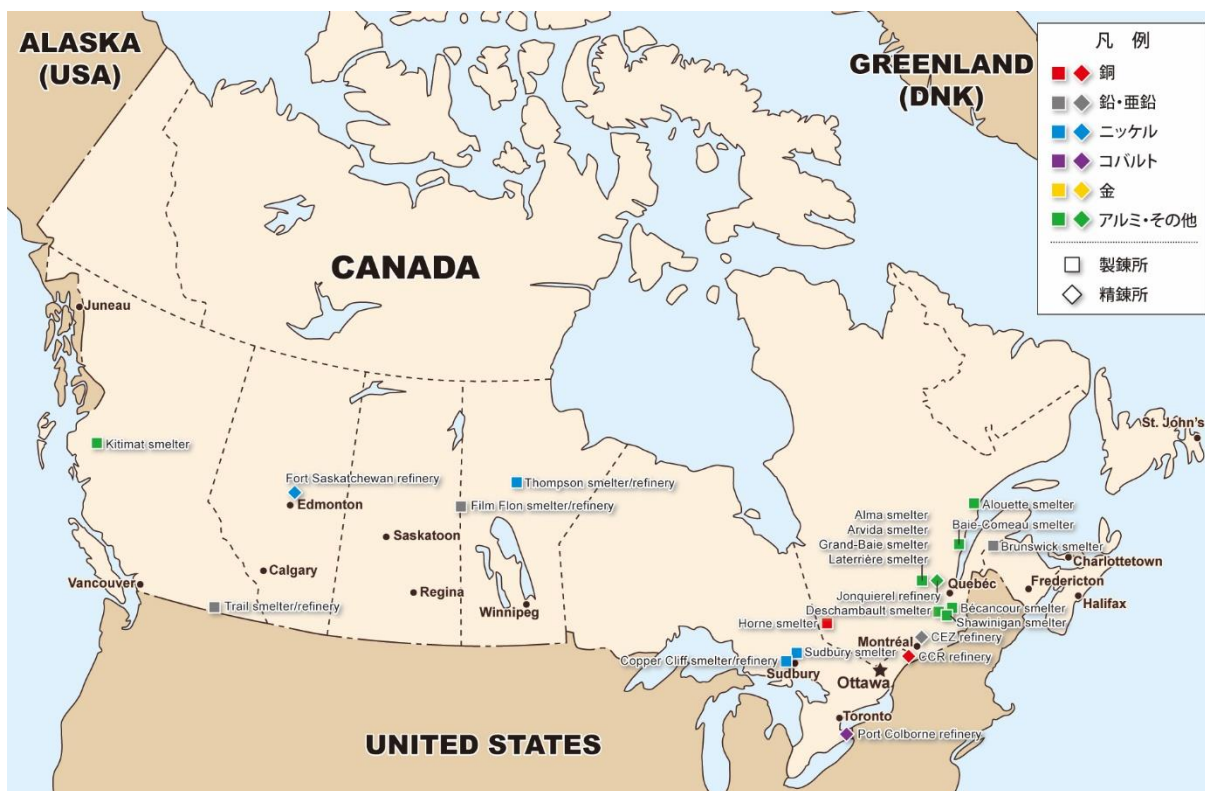 ALASKA
(USA)
GREENLAND
(DNK)
凡 例
銅
鉛・亜鉛
ニッケル
コバルト
金
アルミ・その他
製錬所
精錬所
CANADA
Juneau
Kitimat smelter
Fort Saskatchewan refinery
Edmonton
Thompson smelter/refinery
Film Flon smelter/refinery
Saskatoon
Calgary
Regina
Winnipeg
Vancouver
Trail smelter/refinery
St. John's
Alouette smelter
Baie-Comeau smelter
Alma smelter
Arvida smelter
Grand-Baie smelter
Laterrière smelter
Brunswick smelter
Charlottetown
Fredericton
Halifax
Quebéc
Jonquierel refinery
Deschambault smelter
Bécancour smelter
Shawinigan smelter
Horne smelter
Montréal
CEZ refinery
CCR refinery
Sudbury smelter
Copper Cliff smelter/refinery
Sudbury
Ottawa
Toronto
Port Colborne refinery
UNITED STATES